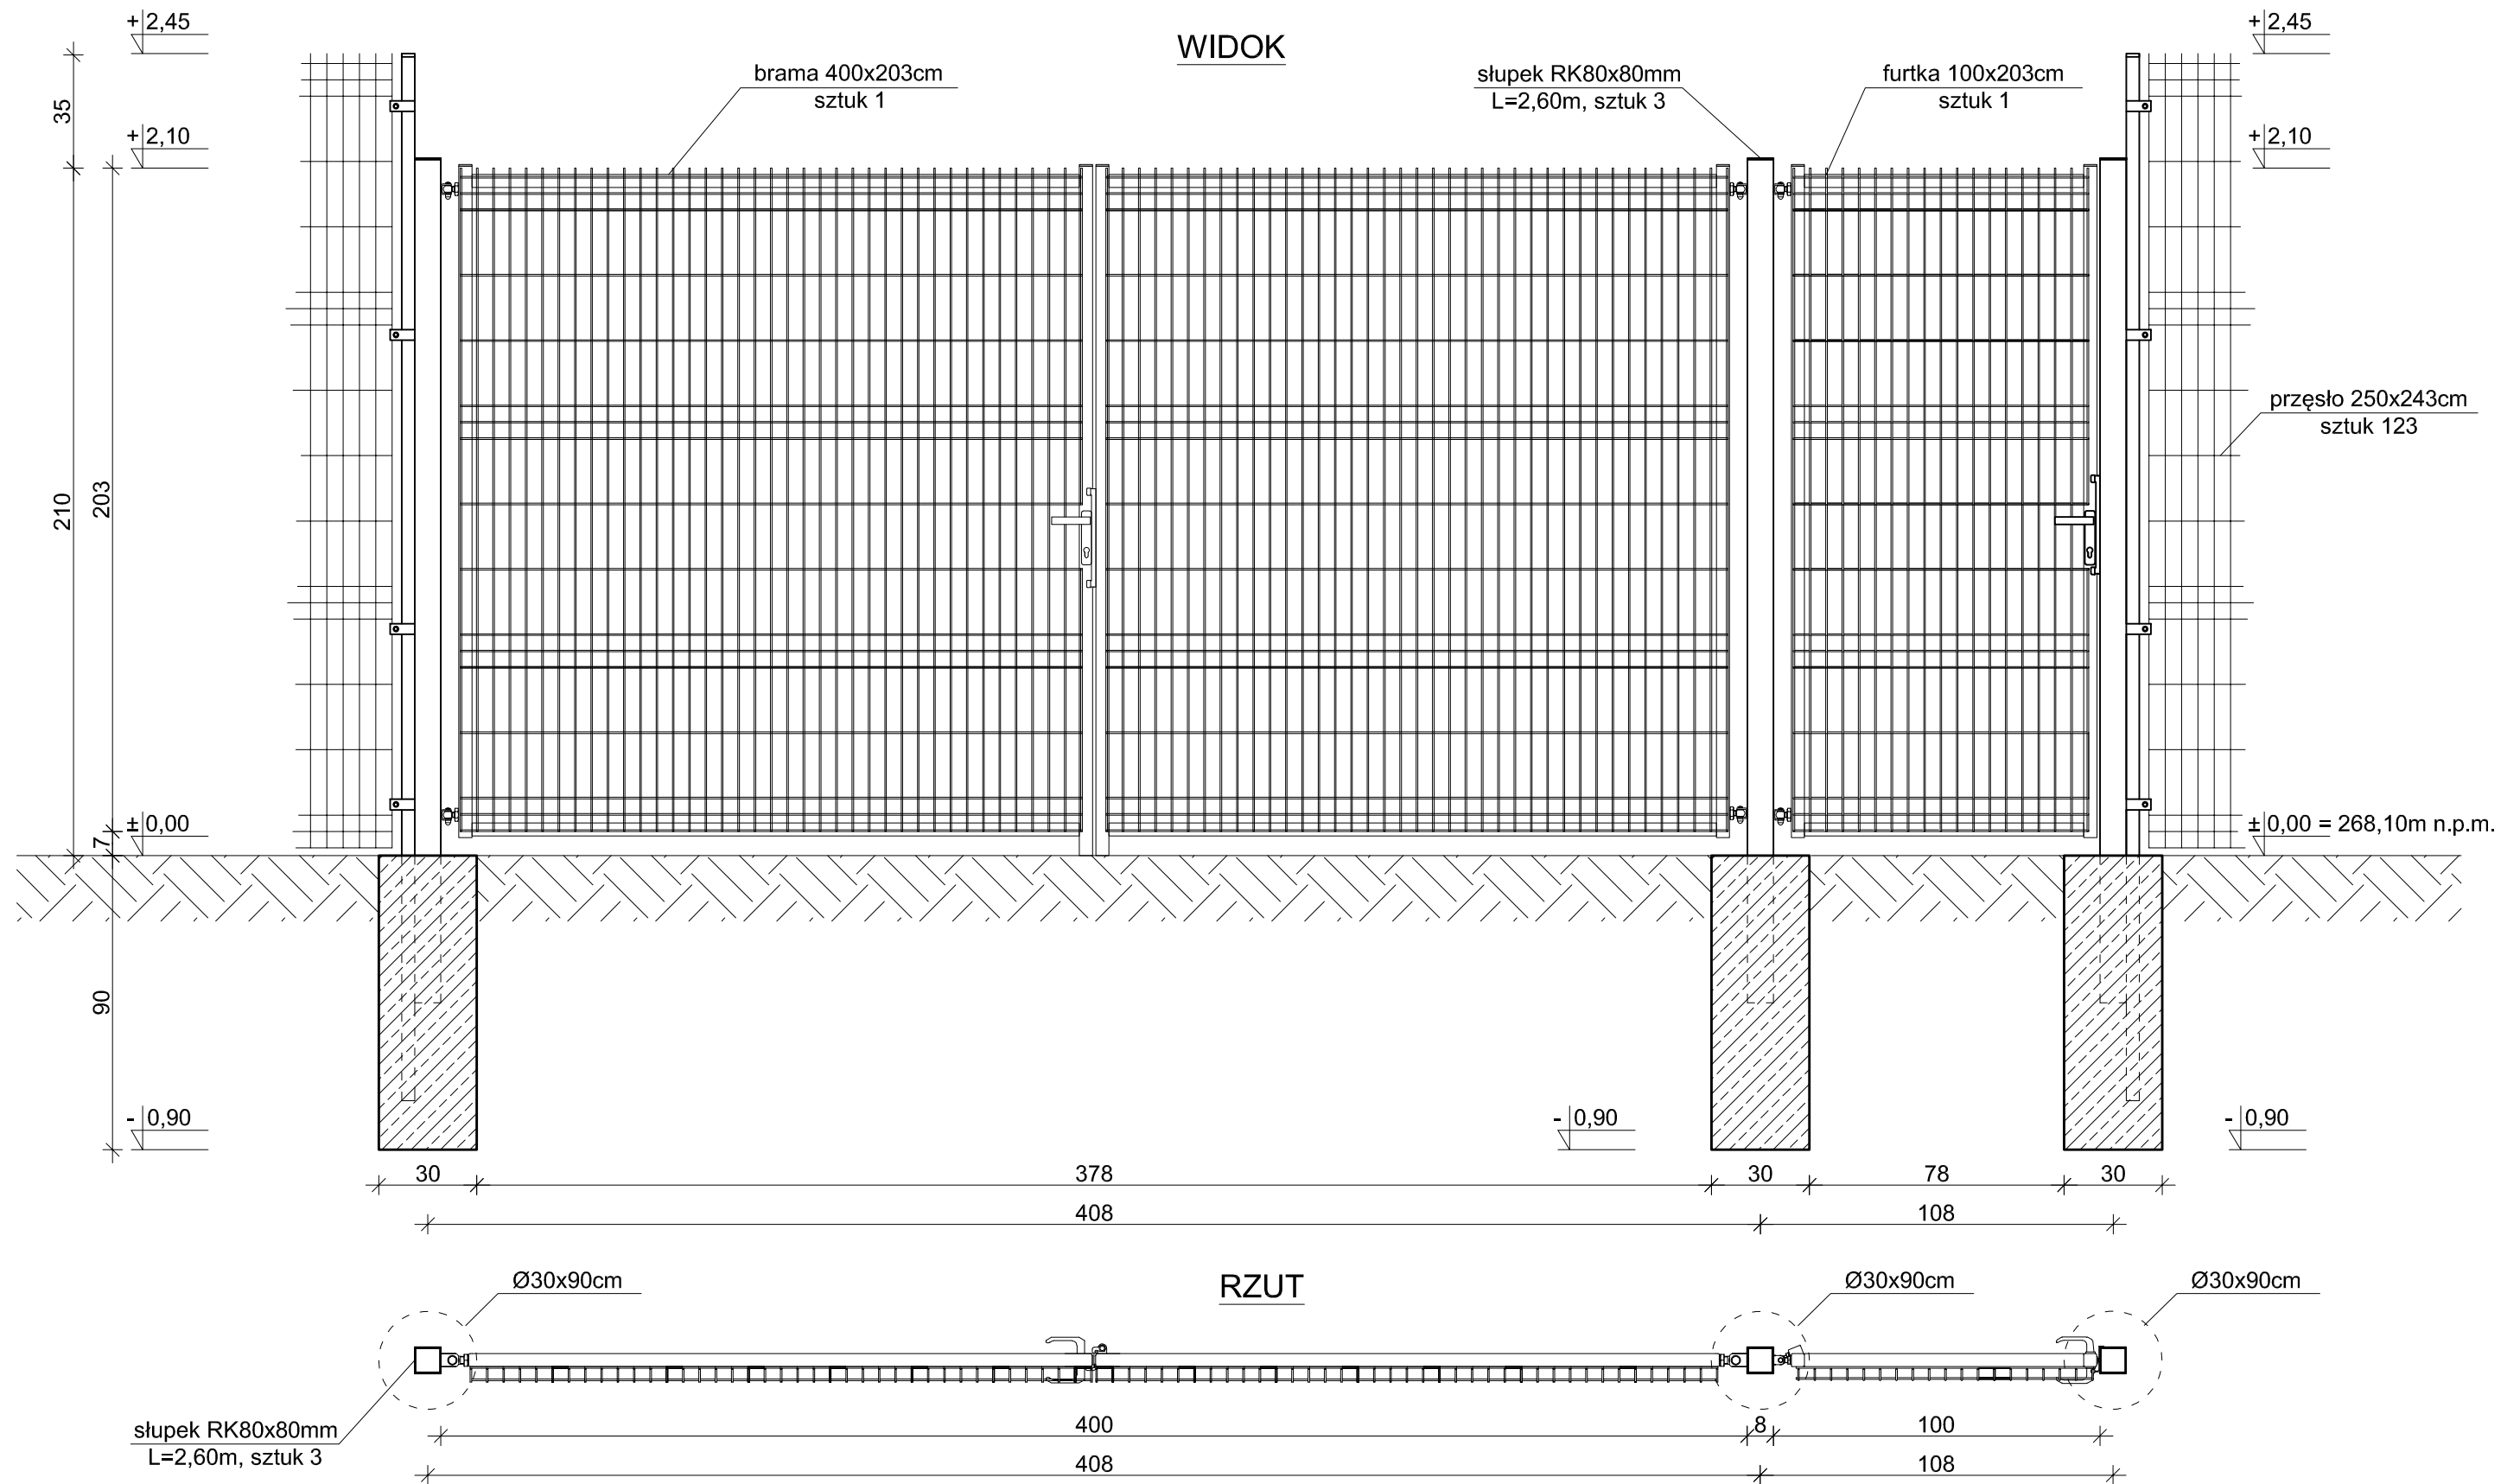 WIDOK
+ 2,45
+ 2,45
brama 400x203cm
sztuk 1
słupek RK80x80mm
L=2,60m, sztuk 3
furtka 100x203cm
sztuk 1
35
+ 2,10
+ 2,10
przęsło 250x243cm
sztuk 123
210
203
7
± 0,00
± 0,00 = 268,10m n.p.m.
90
- 0,90
- 0,90
- 0,90
30
378
30
78
30
408
108
RZUT
Ø30x90cm
Ø30x90cm
Ø30x90cm
słupek RK80x80mm
L=2,60m, sztuk 3
400
8
100
408
108